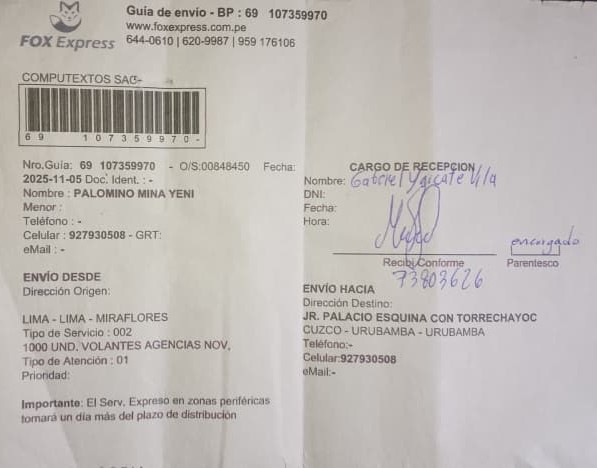 Guía de envío - BP : 69 107359970
www.foxexpress.com.pe
FOX Express 644-0610 | 620-9987 | 959 176106
COMPUTEXTOS SAC-
69 107359970-
Nro.Guía: 69 107359970 - O/S:00848450 Fecha:
2025-11-05 Doc. Ident. : -
Nombre : PALOMINO MINA YENI
Menor :
Teléfono : -
Celular : 927930508 - GRT:
eMail : -
CARGO DE RECEPCION
Nombre: Gabriel
DNI:
Fecha:
Hora:
Recibi Conforme
73803626
encargado
Parentesco
ENVÍO DESDE
Dirección Origen:
LIMA - LIMA - MIRAFLORES
Tipo de Servicio : 002
1000 UND. VOLANTES AGENCIAS NOV,
Tipo de Atención : 01
Prioridad:
ENVÍO HACIA
Dirección Destino:
JR. PALACIO ESQUINA CON TORRECHAYOC
CUZCO - URUBAMBA - URUBAMBA
Teléfono:-
Celular:927930508
eMail:-
Importante: El Serv. Expreso en zonas periféricas
tomará un día más del plazo de distribución